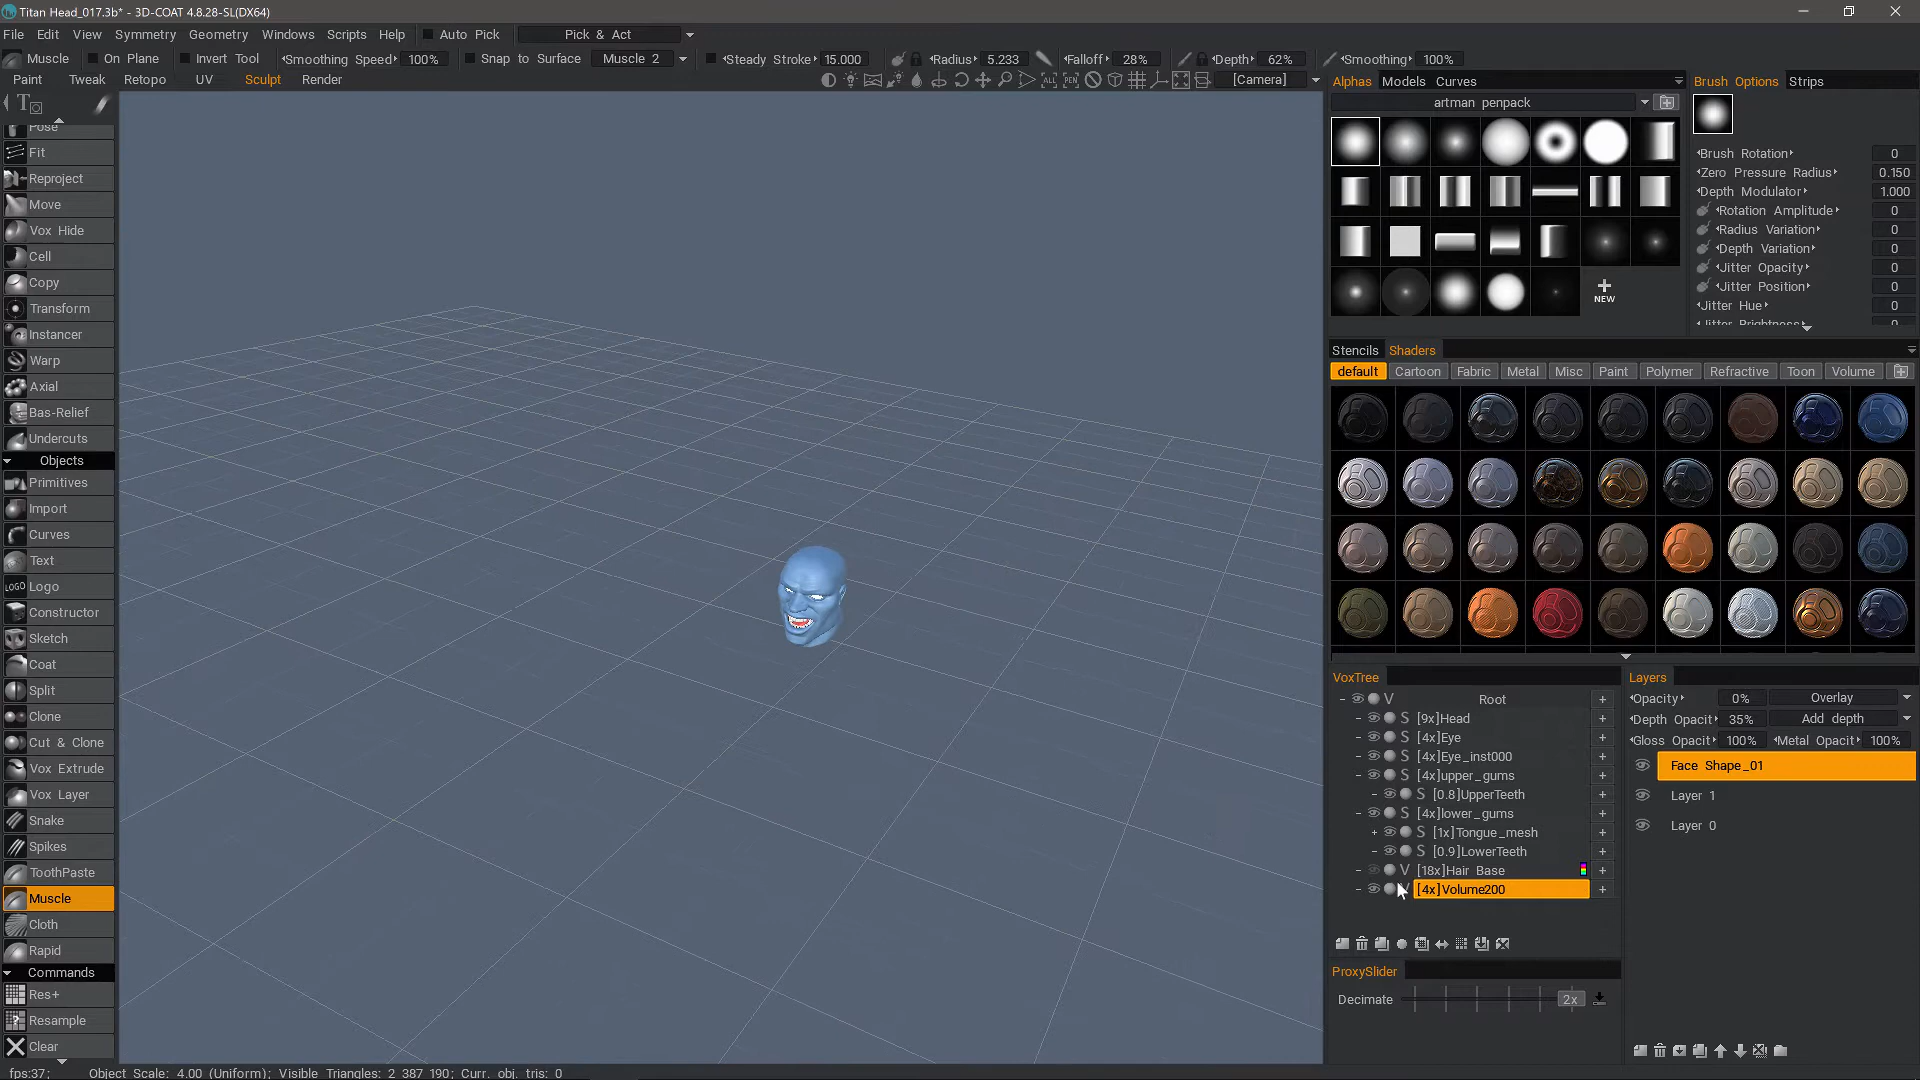 Titan Head_017.3b* - 3D-COAT 4.8.28-SL(DX64)
File Edit View Symmetry Geometry Windows Scripts Help Auto Pick Pick & Act
Muscle On Plane Invert Tool Smoothing Speed 100% Snap to Surface Muscle 2 Steady Stroke 15.000 Radius 5.233 Falloff 28% Depth 62% Smoothing 100%
Paint Tweak Retopo UV Sculpt Render [Camera]
Pose
Fit
Reproject
Move
Vox Hide
Cell
Copy
Transform
Instancer
Warp
Axial
Bas-Relief
Undercuts
Objects
Primitives
Import
Curves
Text
LOGO Logo
Constructor
Sketch
Coat
Split
Clone
Cut & Clone
Vox Extrude
Vox Layer
Snake
Spikes
ToothPaste
Muscle
Cloth
Rapid
Commands
Res+
Resample
Clear
Alphas Models Curves
artman penpack
NEW
Brush Options Strips
Brush Rotation 0
Zero Pressure Radius 0.150
Depth Modulator 1.000
Rotation Amplitude 0
Radius Variation 0
Depth Variation 0
Jitter Opacity 0
Jitter Position 0
Jitter Hue 0
Jitter Brightness 0
Stencils Shaders
default Cartoon Fabric Metal Misc Paint Polymer Refractive Toon Volume
VoxTree
V Root +
S [9x]Head +
S [4x]Eye +
S [4x]Eye_inst000 +
S [4x]upper_gums +
S [0.8]UpperTeeth +
S [4x]lower_gums +
S [1x]Tongue_mesh +
S [0.9]LowerTeeth +
V [18x]Hair Base +
V [4x]Volume200 +
ProxySlider
Decimate 2x
Layers
Opacity 0% Overlay
Depth Opacit 35% Add depth
Gloss Opacit 100% Metal Opacit 100%
Face Shape_01
Layer 1
Layer 0
fps:37; Object Scale: 4.00 (Uniform); Visible Triangles: 2 387 190; Curr. obj. tris: 0